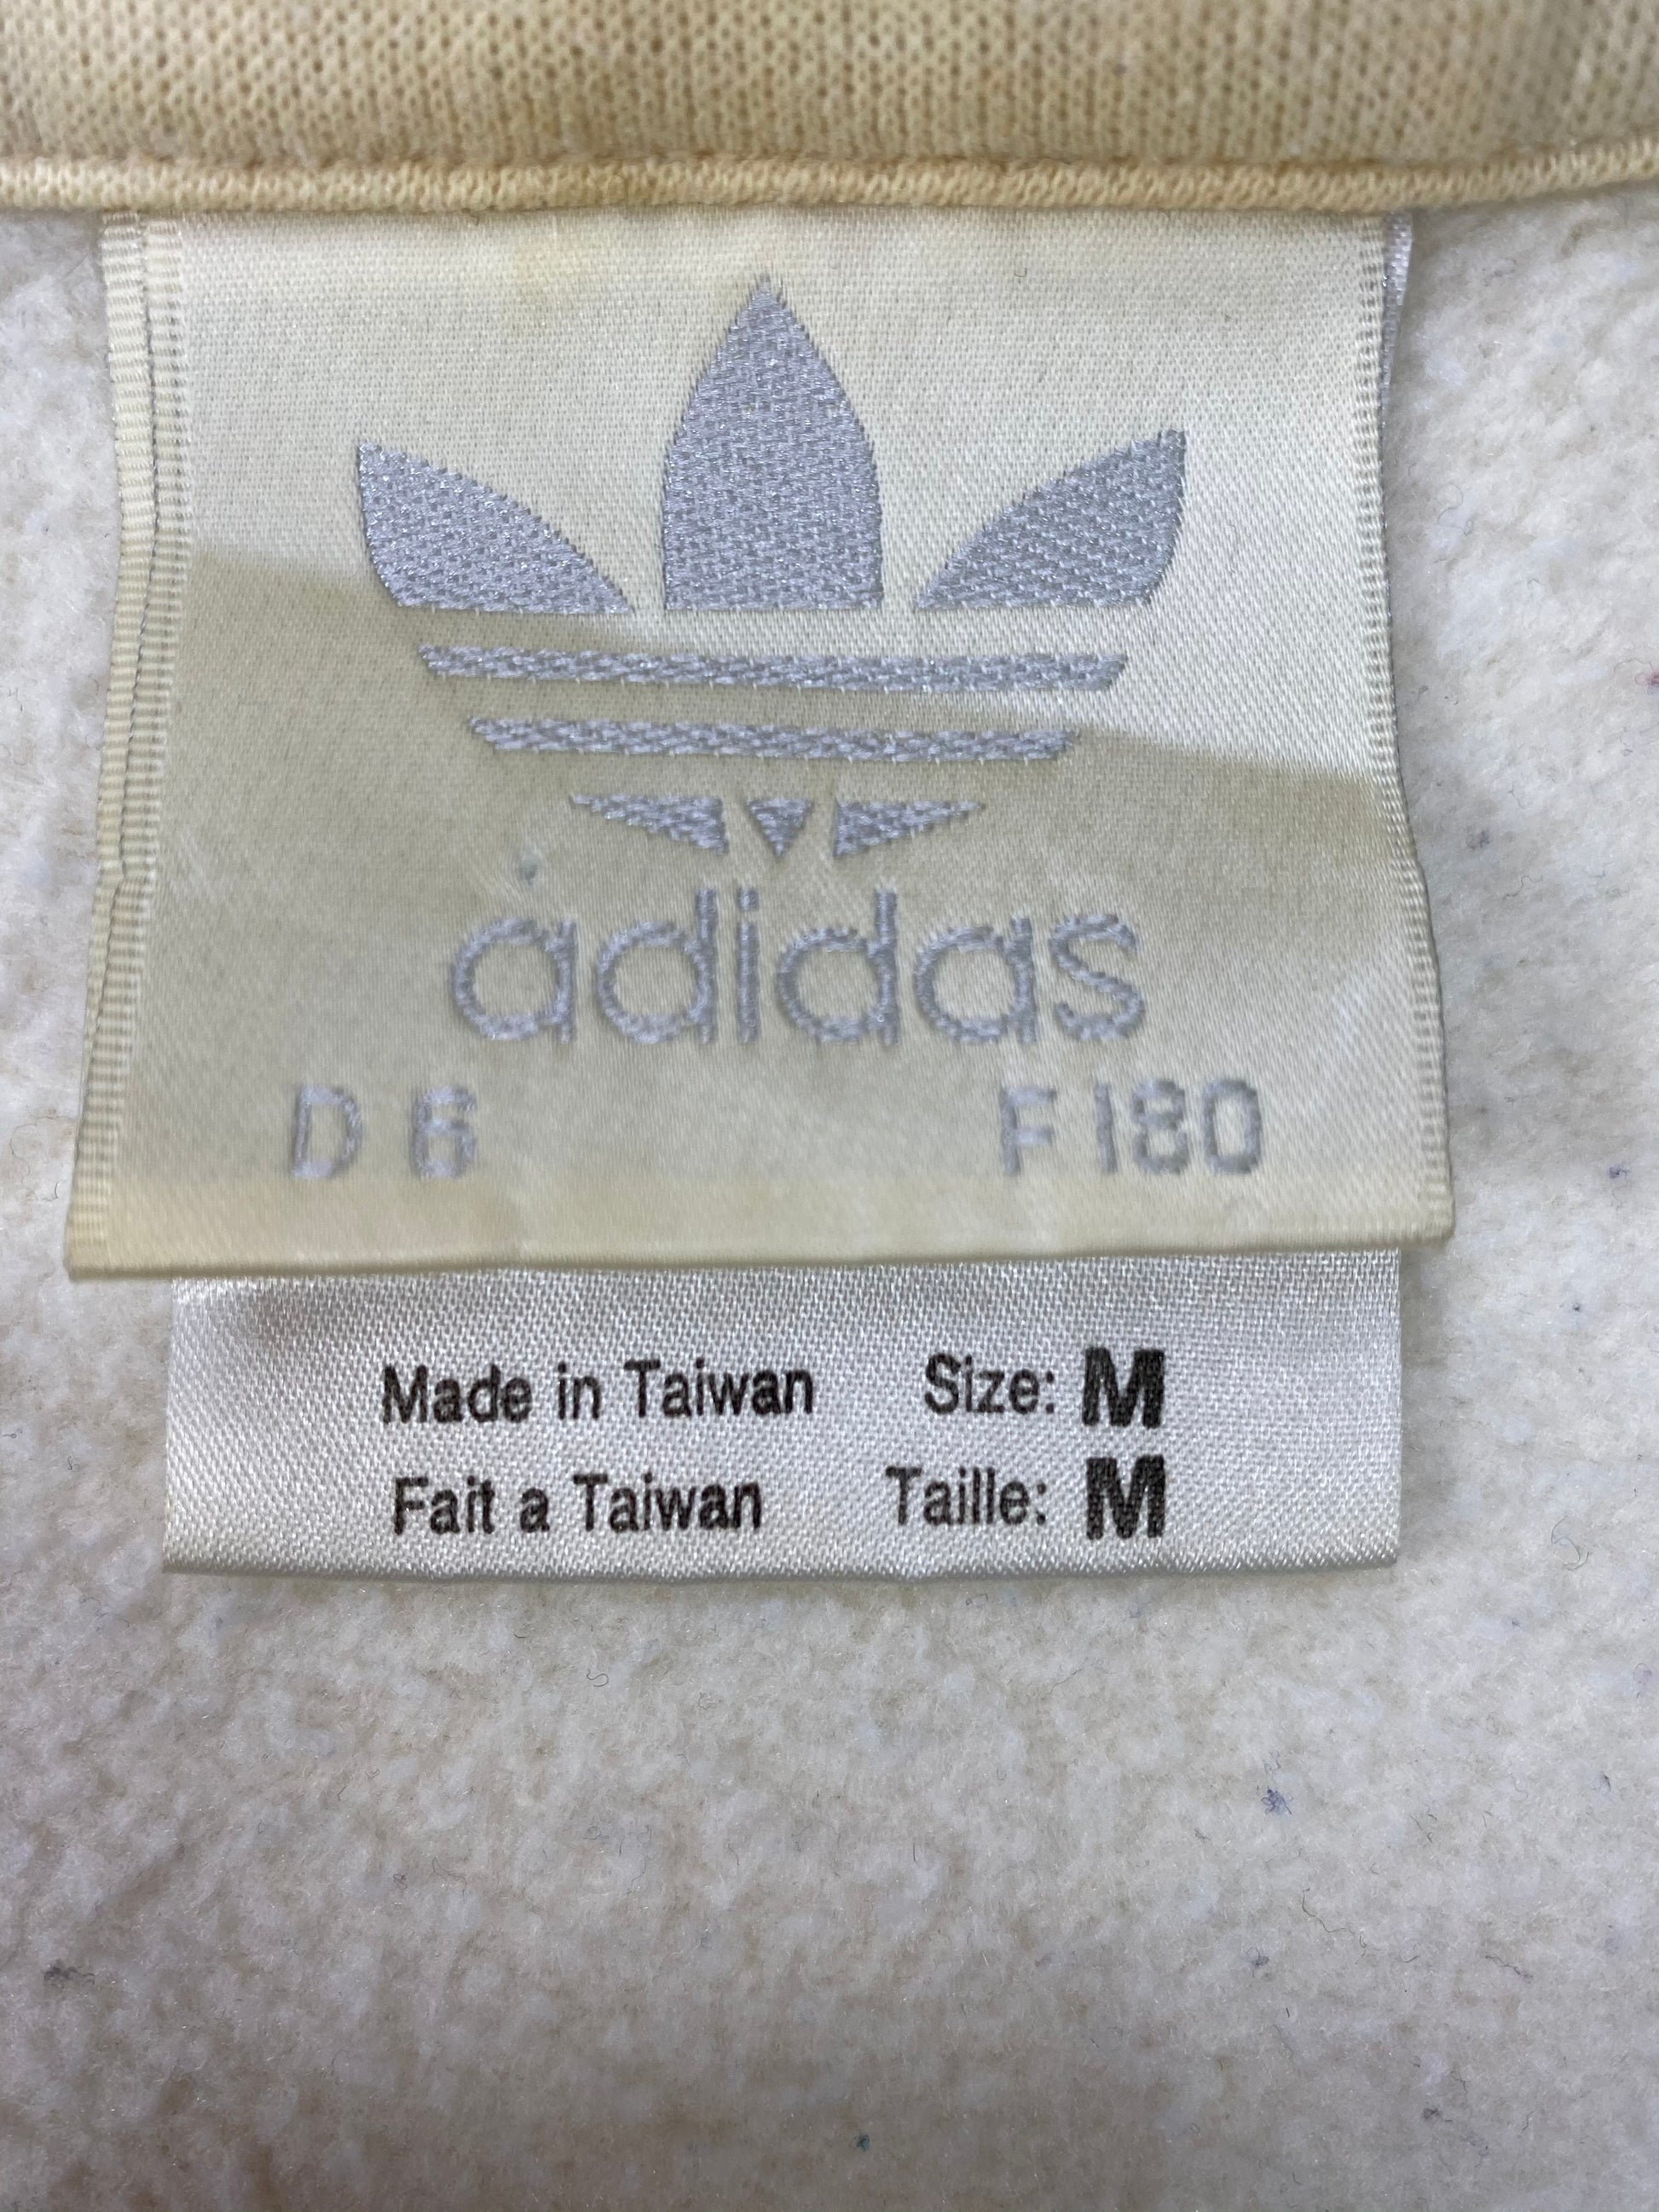 adidas
D 6 F 180
Made in Taiwan Size: M
Fait a Taiwan Taille: M